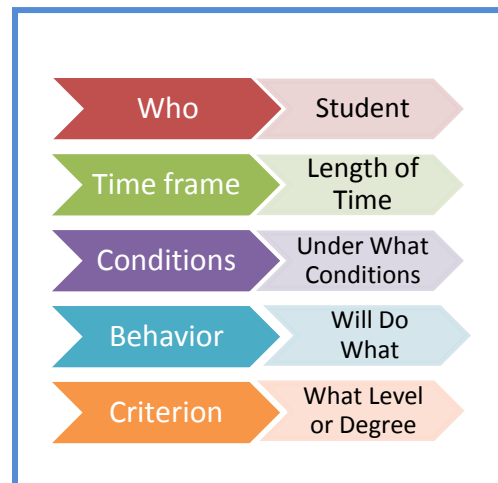 Who
Student
Time frame
Length of
Time
Conditions
Under What
Conditions
Behavior
Will Do
What
Criterion
What Level
or Degree